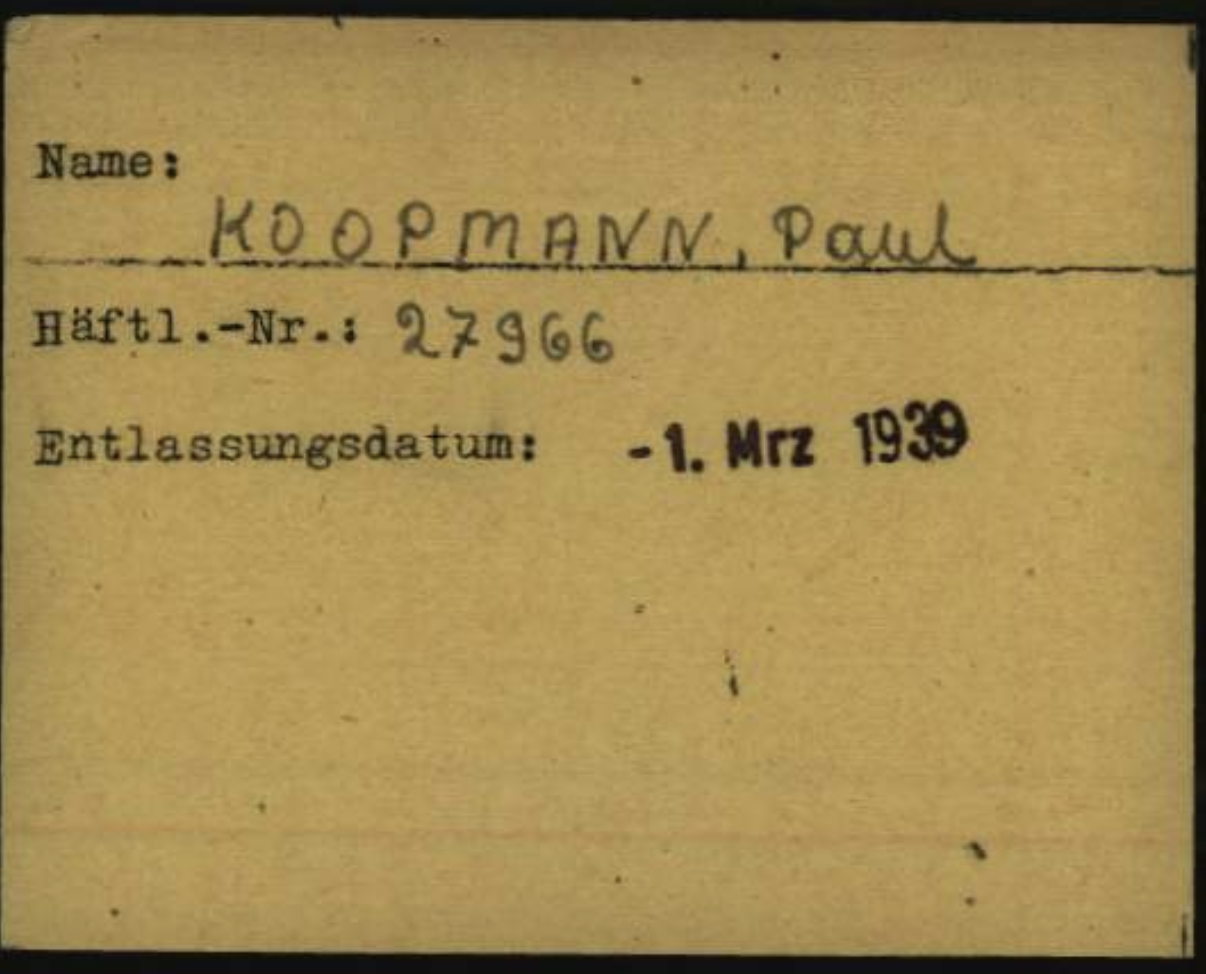 Name:
KOOPMANN, Paul
Häftl.-Nr.: 27966
Entlassungsdatum: -1. Mrz 1939